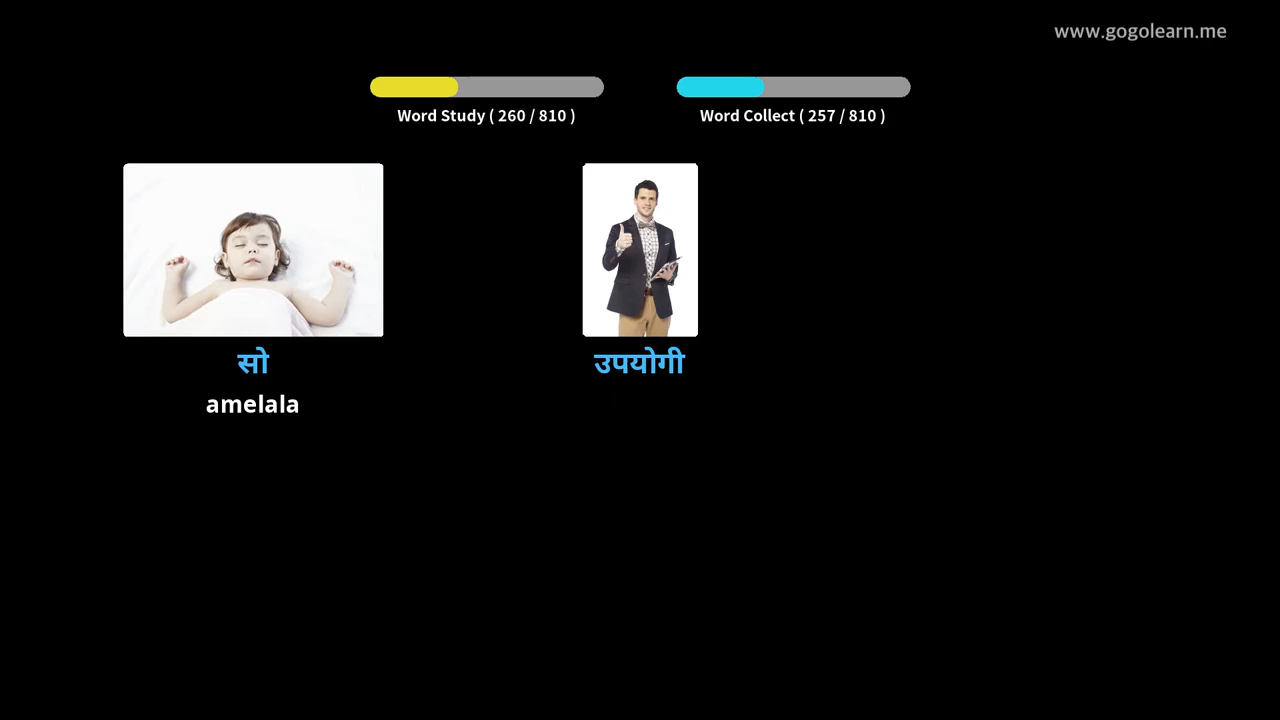 www.gogolearn.me
Word Study ( 260 / 810 )
Word Collect ( 257 / 810 )
सो
उपयोगी
amelala